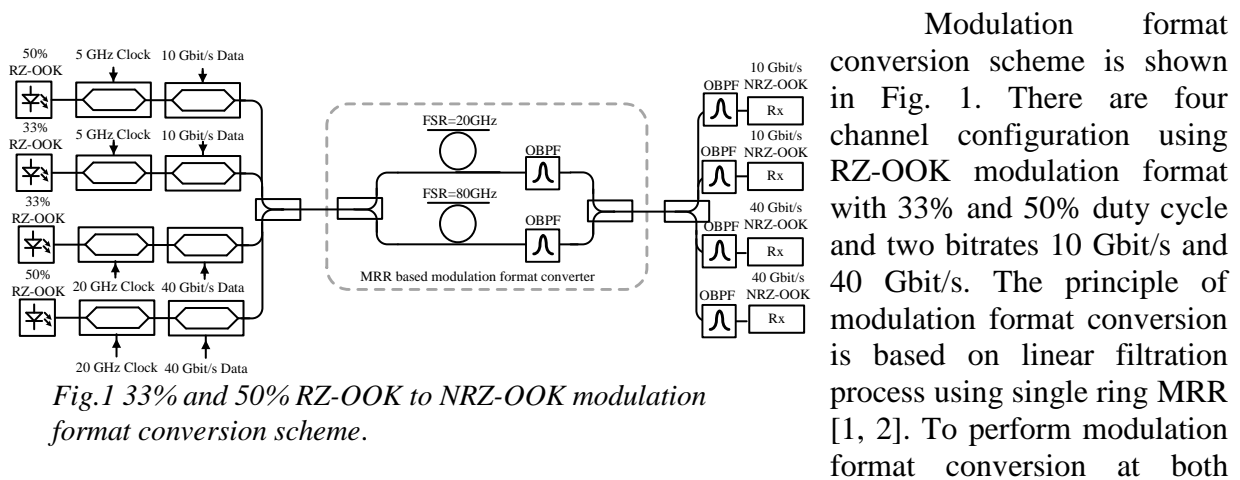 50%
RZ-OOK
5 GHz Clock
10 Gbit/s Data
33%
RZ-OOK
5 GHz Clock
10 Gbit/s Data
33%
RZ-OOK
20 GHz Clock
40 Gbit/s Data
50%
RZ-OOK
20 GHz Clock
40 Gbit/s Data
FSR=20GHz
OBPF
FSR=80GHz
OBPF
MRR based modulation format converter
10 Gbit/s
OBPF NRZ-OOK
Rx
10 Gbit/s
OBPF NRZ-OOK
Rx
40 Gbit/s
OBPF NRZ-OOK
Rx
40 Gbit/s
OBPF NRZ-OOK
Rx
Fig.1 33% and 50% RZ-OOK to NRZ-OOK modulation
format conversion scheme.
Modulation format
conversion scheme is shown
in Fig. 1. There are four
channel configuration using
RZ-OOK modulation format
with 33% and 50% duty cycle
and two bitrates 10 Gbit/s and
40 Gbit/s. The principle of
modulation format conversion
is based on linear filtration
process using single ring MRR
[1, 2]. To perform modulation
format conversion at both